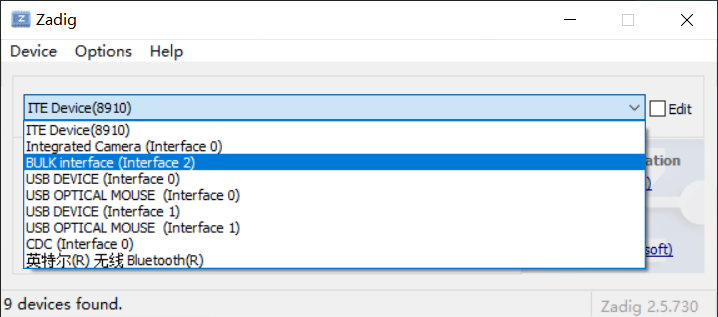 Zadig
Device Options Help
ITE Device(8910)
Edit
ITE Device(8910)
Integrated Camera (Interface 0)
BULK interface (Interface 2)
ation
USB DEVICE (Interface 0)
)
USB OPTICAL MOUSE (Interface 0)
USB DEVICE (Interface 1)
USB OPTICAL MOUSE (Interface 1)
CDC (Interface 0)
soft)
英特尔(R) 无线 Bluetooth(R)
9 devices found.
Zadig 2.5.730